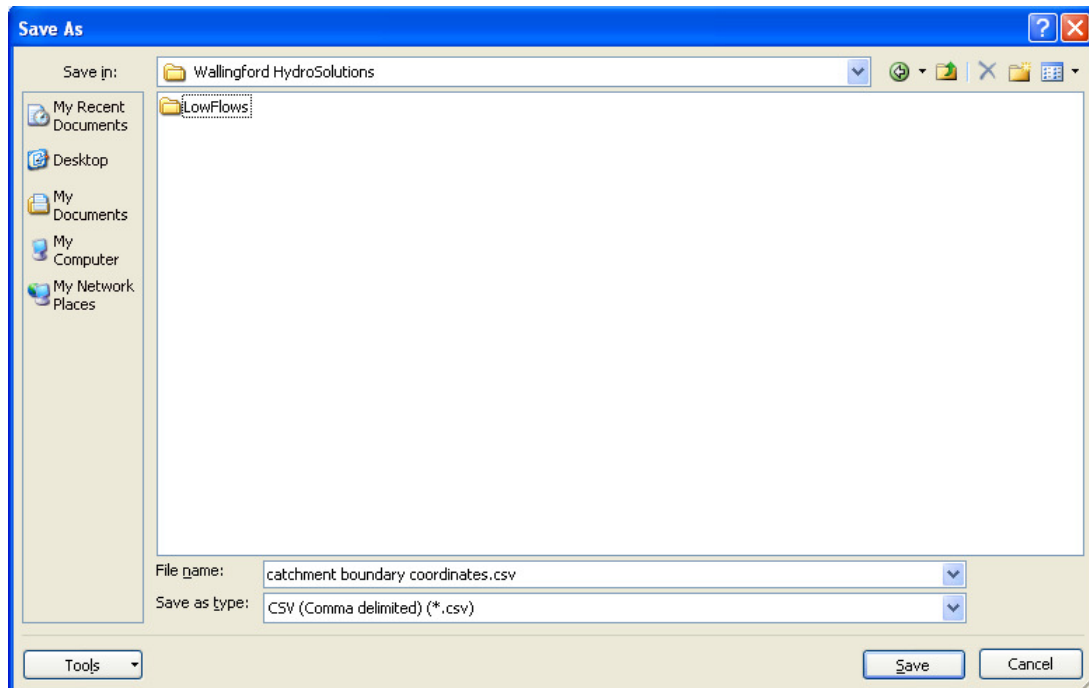 Save As
Save in:
Wallingford HydroSolutions
My Recent
Documents
Desktop
My
Documents
My
Computer
My Network
Places
LowFlows
File name:
catchment boundary coordinates.csv
Save as type:
CSV (Comma delimited) (*.csv)
Tools
Save
Cancel